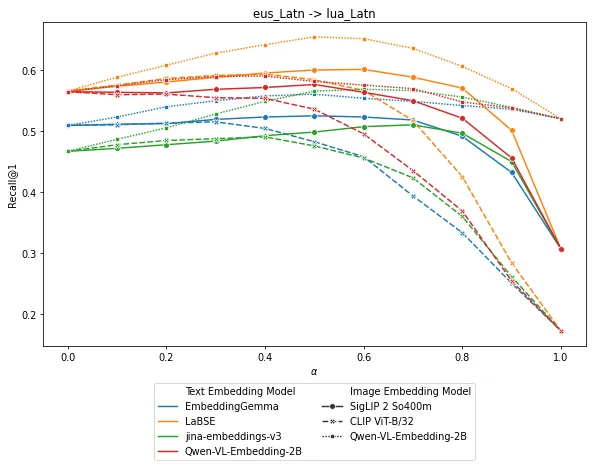 eus_Latn -> lua_Latn
Recall@1
0.6
0.5
0.4
0.3
0.2
0.0 0.2 0.4 0.6 0.8 1.0
α
Text Embedding Model Image Embedding Model
EmbeddingGemma SigLIP 2 So400m
LaBSE CLIP ViT-B/32
jina-embeddings-v3 Qwen-VL-Embedding-2B
Qwen-VL-Embedding-2B